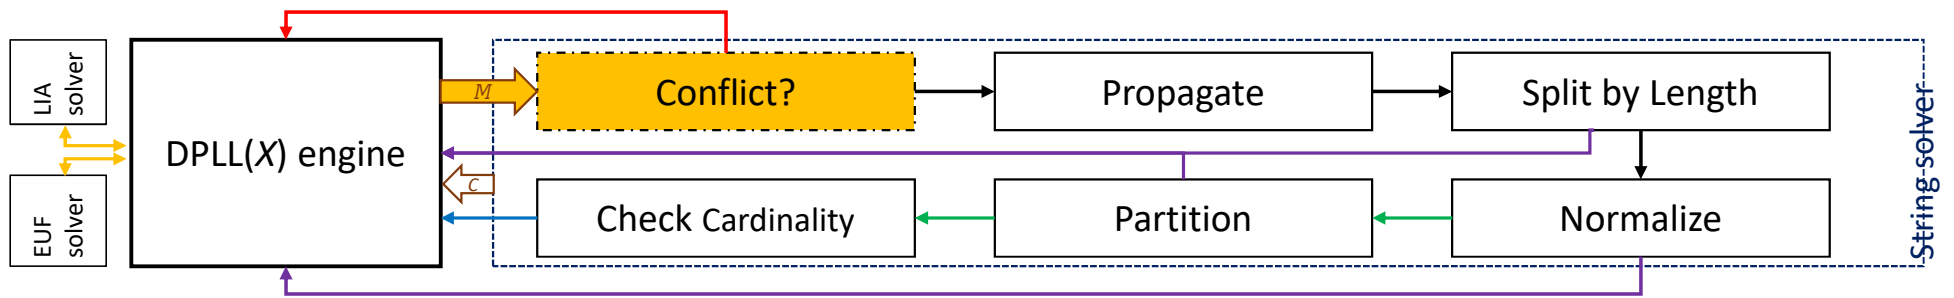 LIA
solver
EUF
solver
DPLL(X) engine
M
C
Conflict?
Propagate
Split by Length
Check Cardinality
Partition
Normalize
String solver